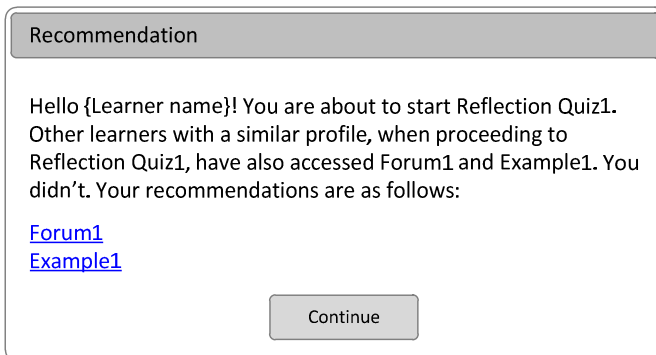 Recommendation
Hello {Learner name}! You are about to start Reflection Quiz1.
Other learners with a similar profile, when proceeding to
Reflection Quiz1, have also accessed Forum1 and Example1. You
didn't. Your recommendations are as follows:
Forum1
Example1
Continue